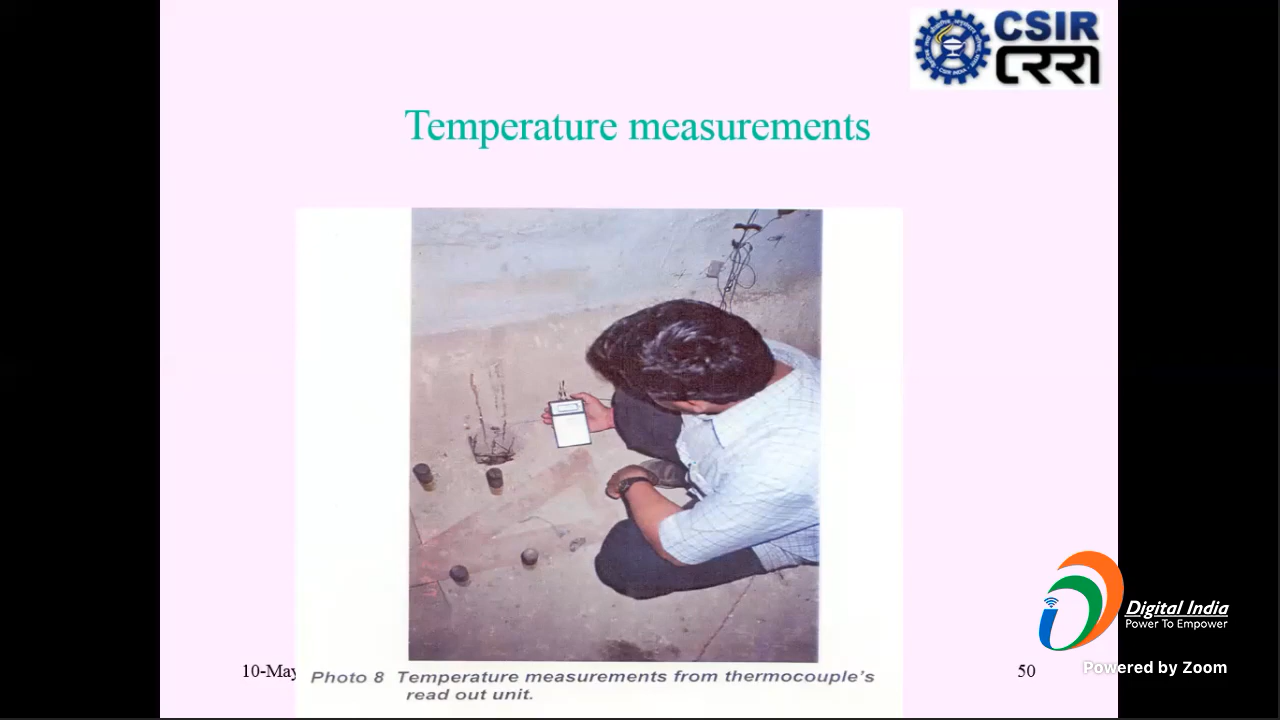 CSIR
CRRI
Temperature measurements
10-May
Photo 8 Temperature measurements from thermocouple's
read out unit.
50
Digital India
Power To Empower
Powered by Zoom